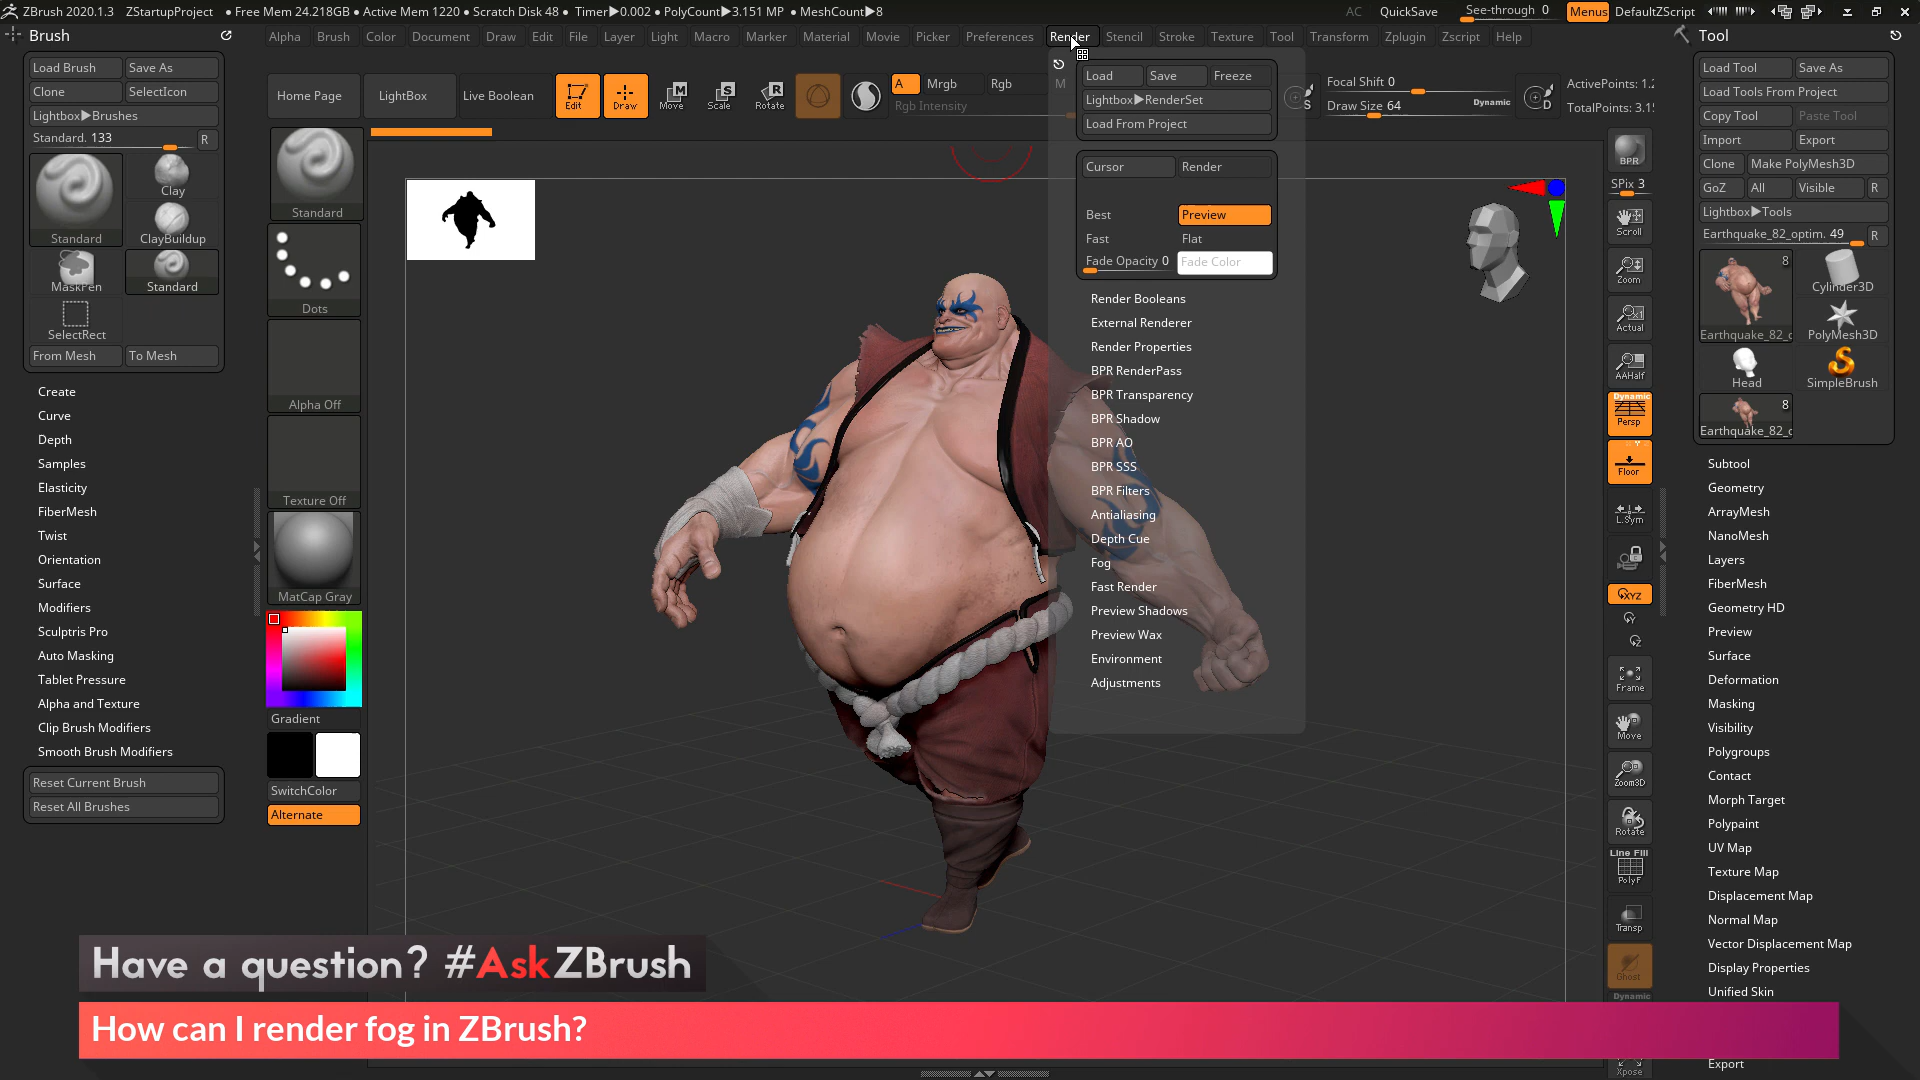 ZBrush 2020.1.3 ZStartupProject • Free Mem 24.218GB • Active Mem 1220 • Scratch Disk 48 • Timer▶0.002 • PolyCount▶3.151 MP • MeshCount▶8 AC QuickSave See-through 0 Menus DefaultZScript
Alpha Brush Color Document Draw Edit File Layer Light Macro Marker Material Movie Picker Preferences Render Stencil Stroke Texture Tool Transform Zplugin Zscript Help
Brush
Load Brush Save As
Clone SelectIcon
Lightbox▶Brushes
Standard. 133 R
Standard
Clay
ClayBuildup
MaskPen
Standard
SelectRect
From Mesh To Mesh
Create
Curve
Depth
Samples
Elasticity
FiberMesh
Twist
Orientation
Surface
Modifiers
Sculptris Pro
Auto Masking
Tablet Pressure
Alpha and Texture
Clip Brush Modifiers
Smooth Brush Modifiers
Reset Current Brush
Reset All Brushes
Home Page LightBox Live Boolean Edit Draw Move Scale Rotate A Mrgb Rgb M
M S R
Rgb Intensity
Standard
Dots
Alpha Off
Texture Off
MatCap Gray
Gradient
SwitchColor
Alternate
Load Save Freeze
Lightbox▶RenderSet
Load From Project
Cursor Render
Best Preview
Fast Flat
Fade Opacity 0 Fade Color
Render Booleans
External Renderer
Render Properties
BPR RenderPass
BPR Transparency
BPR Shadow
BPR AO
BPR SSS
BPR Filters
Antialiasing
Depth Cue
Fog
Fast Render
Preview Shadows
Preview Wax
Environment
Adjustments
S
Focal Shift 0
Draw Size 64 Dynamic
D
ActivePoints: 1.
TotalPoints: 3.1
BPR
SPix 3
Scroll
Zoom
Actual
AAHalf
Dynamic
Persp
Floor
L.Sym
XYZ
Frame
Move
Zoom3D
Rotate
Line Fill
PolyF
Transp
Ghost
Dynamic
Xpose
Tool
Load Tool Save As
Load Tools From Project
Copy Tool Paste Tool
Import Export
Clone Make PolyMesh3D
GoZ All Visible R
Lightbox▶Tools
Earthquake_82_optim. 49 R
8
Earthquake_82_c
Cylinder3D
PolyMesh3D
Head
SimpleBrush
8
Earthquake_82_c
Subtool
Geometry
ArrayMesh
NanoMesh
Layers
FiberMesh
Geometry HD
Preview
Surface
Deformation
Masking
Visibility
Polygroups
Contact
Morph Target
Polypaint
UV Map
Texture Map
Displacement Map
Normal Map
Vector Displacement Map
Display Properties
Unified Skin
Export
Have a question? #AskZBrush
How can I render fog in ZBrush?